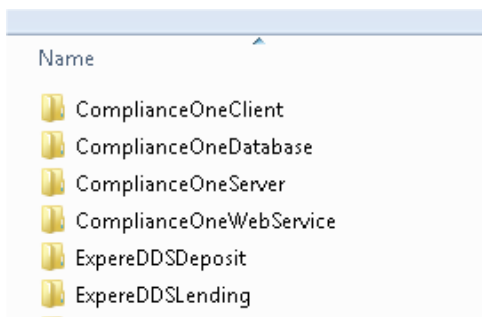 Name
ComplianceOneClient
ComplianceOneDatabase
ComplianceOneServer
ComplianceOneWebService
ExpereDDSDeposit
ExpereDDSLending